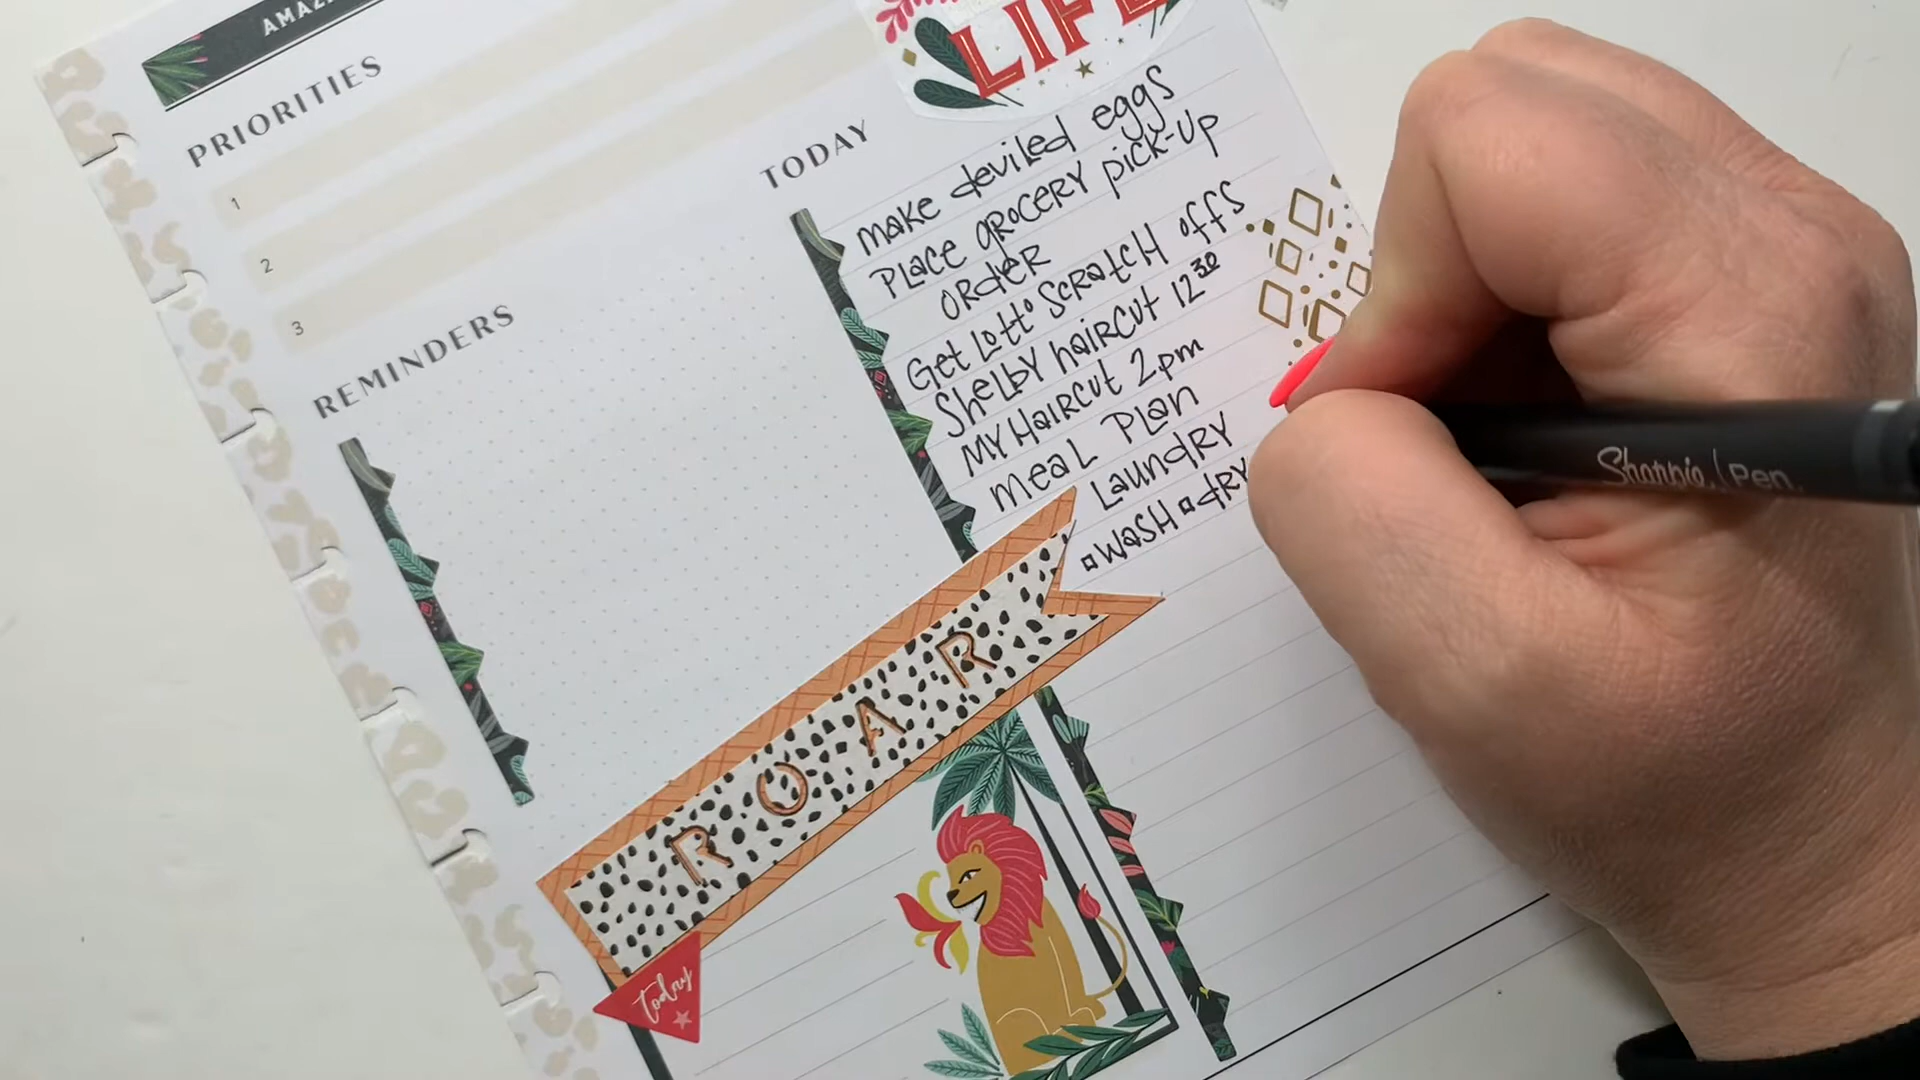 PRIORITIES
1
2
3
REMINDERS
TODAY
LIFE
make deviled eggs
PLACE gROCERY pick-up
ORdER
Get Lotto SCRatcH offs
SHelbY haircut 12³⁰
MY Haircut 2pm
meal PLan
LaundRY
WASH dRY
ROAR
today
Sharpie Pen.